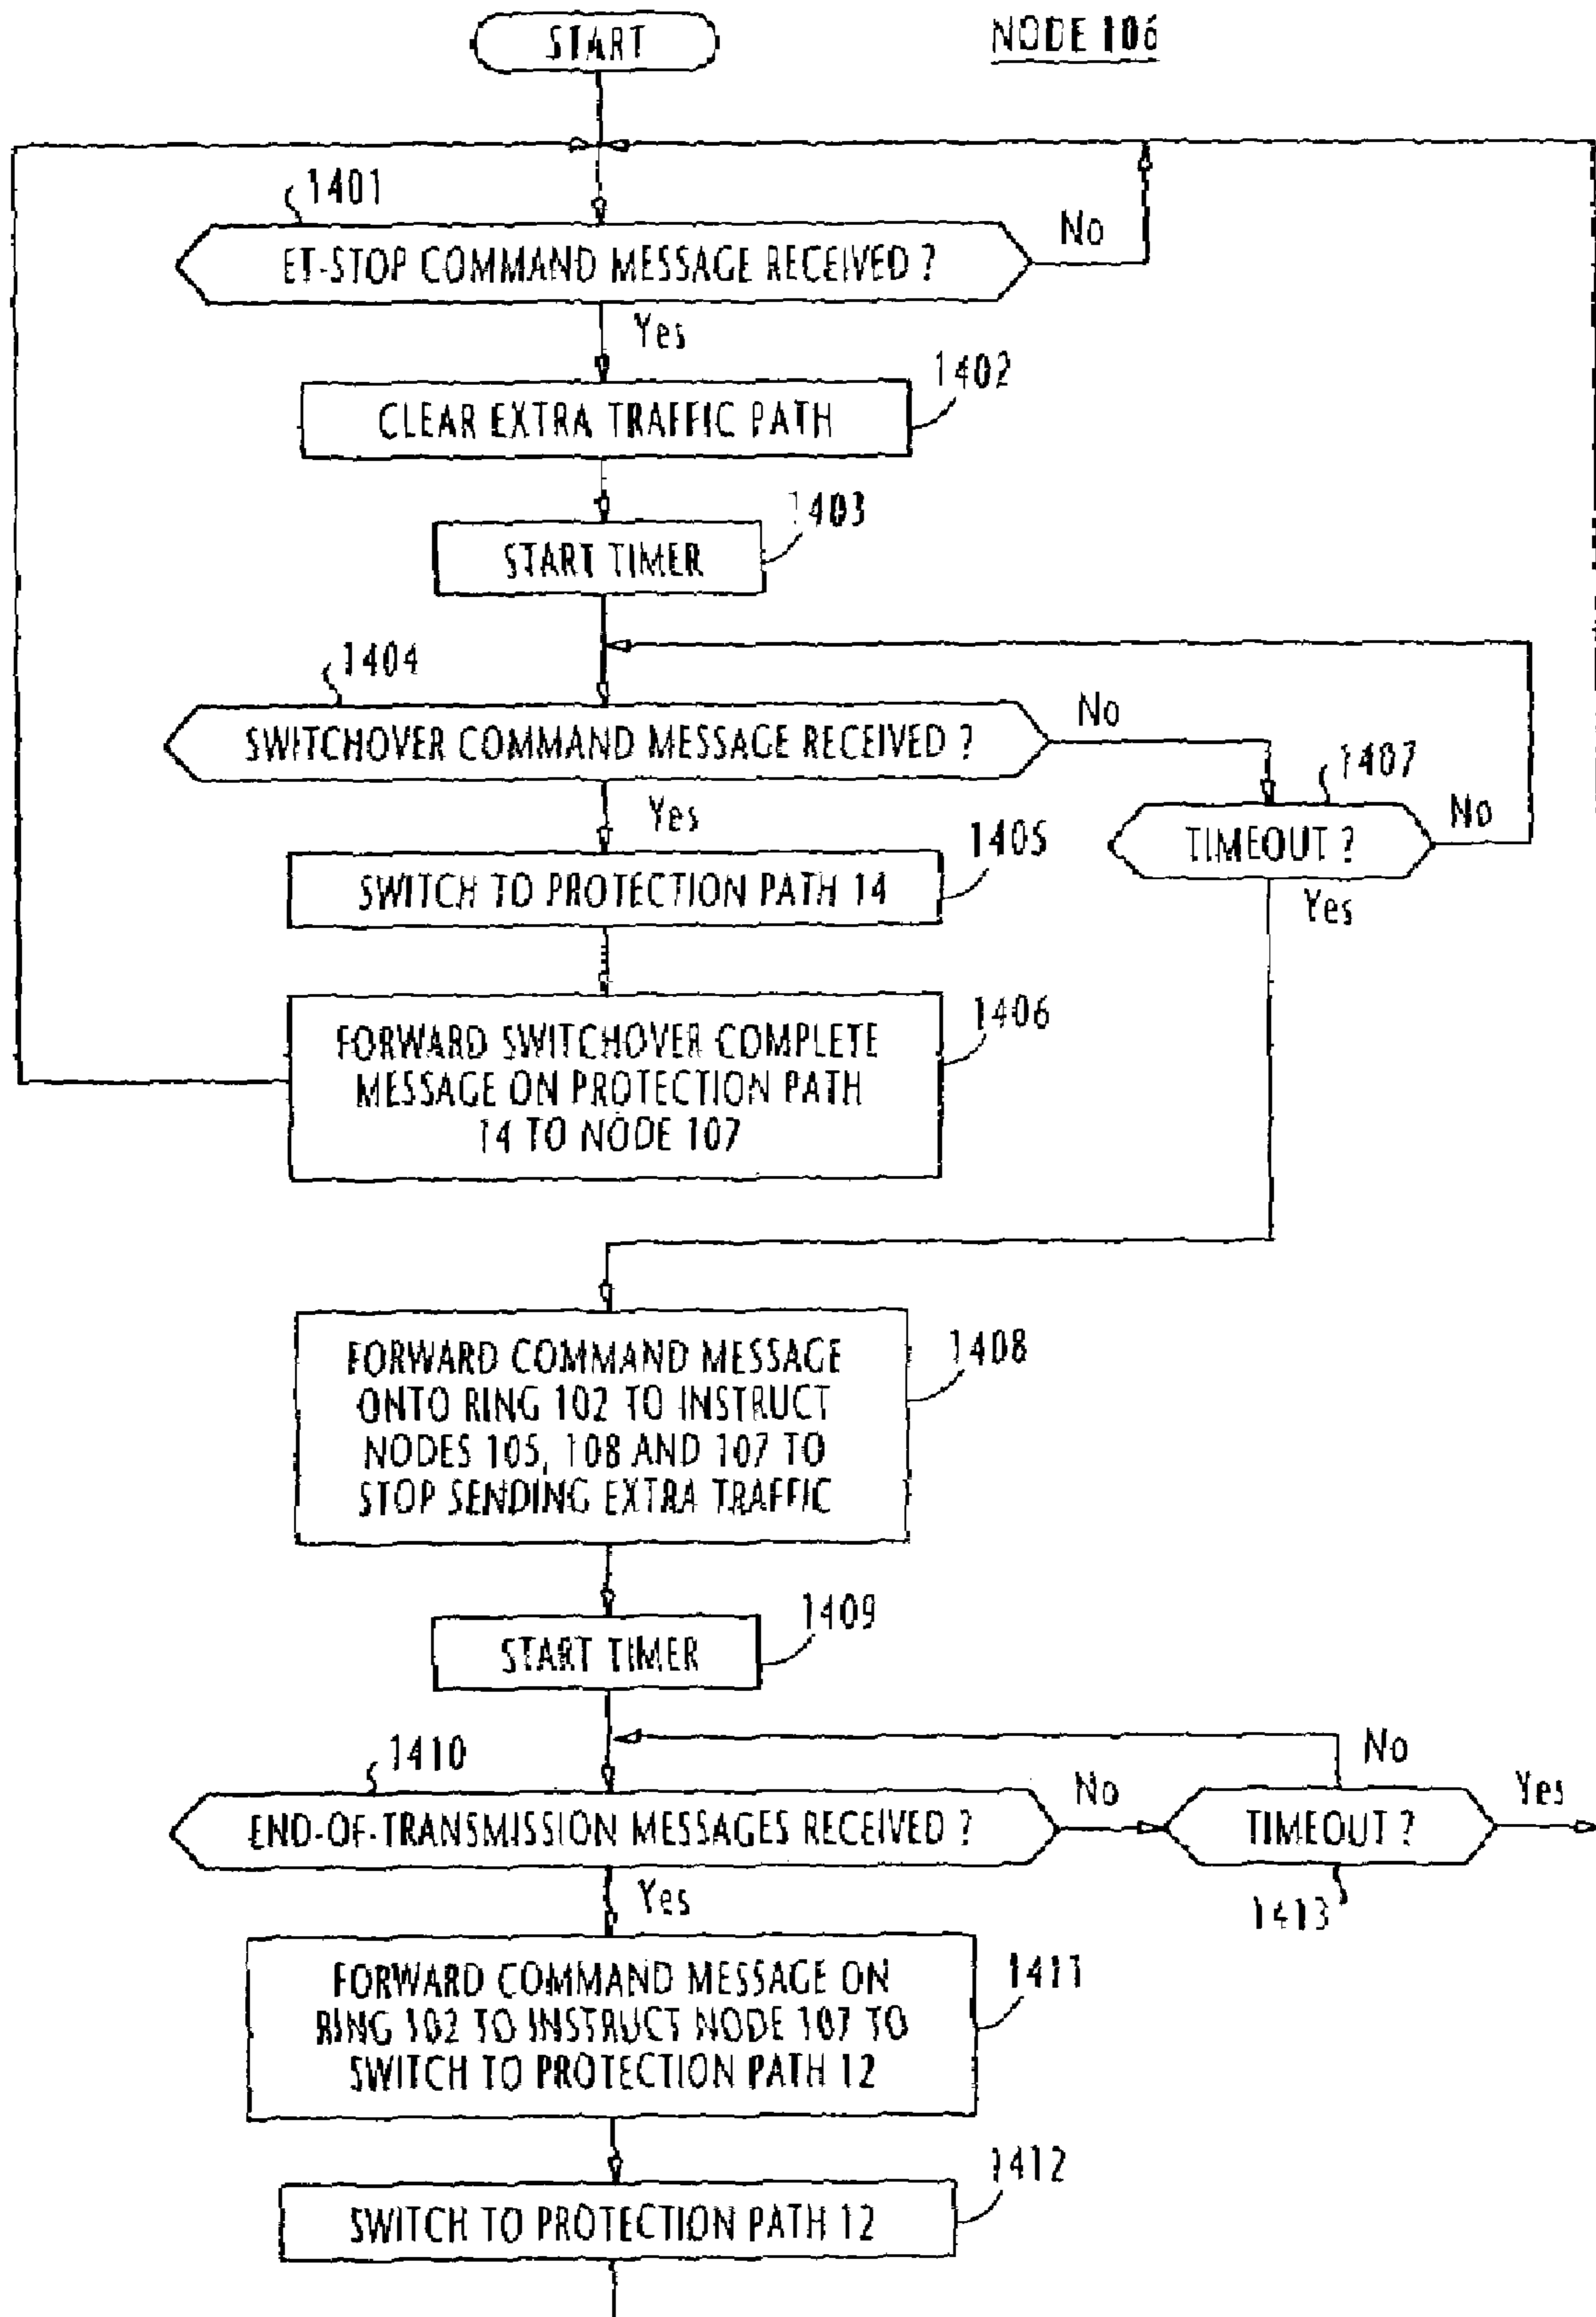 START
NODE 106
1401
ET-STOP COMMAND MESSAGE RECEIVED ?
No
Yes
1402
CLEAR EXTRA TRAFFIC PATH
1403
START TIMER
1404
SWITCHOVER COMMAND MESSAGE RECEIVED ?
No
1407
TIMEOUT ?
No
Yes
Yes
1405
SWITCH TO PROTECTION PATH 14
1406
FORWARD SWITCHOVER COMPLETE
MESSAGE ON PROTECTION PATH
14 TO NODE 107
1408
FORWARD COMMAND MESSAGE
ONTO RING 102 TO INSTRUCT
NODES 105, 108 AND 107 TO
STOP SENDING EXTRA TRAFFIC
1409
START TIMER
1410
END-OF-TRANSMISSION MESSAGES RECEIVED ?
No
No
TIMEOUT ?
Yes
1413
Yes
1411
FORWARD COMMAND MESSAGE ON
RING 102 TO INSTRUCT NODE 107 TO
SWITCH TO PROTECTION PATH 12
1412
SWITCH TO PROTECTION PATH 12